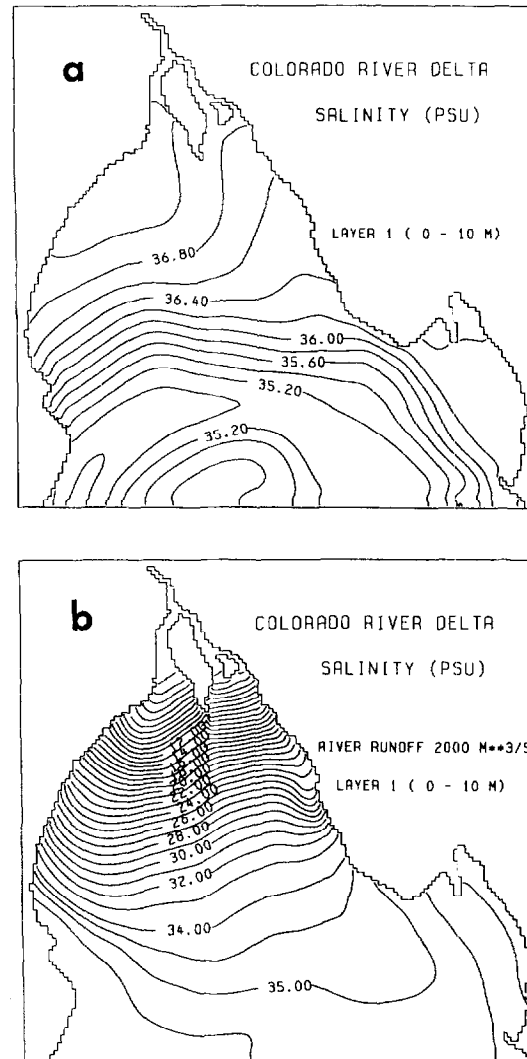 a
COLORADO RIVER DELTA
SALINITY (PSU)
LAYER 1 ( 0 - 10 M)
36.80
36.40
36.00
35.60
35.20
35.20
b
COLORADO RIVER DELTA
SALINITY (PSU)
RIVER RUNOFF 2000 M**3/S
LAYER 1 ( 0 - 10 M)
24.00
26.00
28.00
30.00
32.00
34.00
35.00